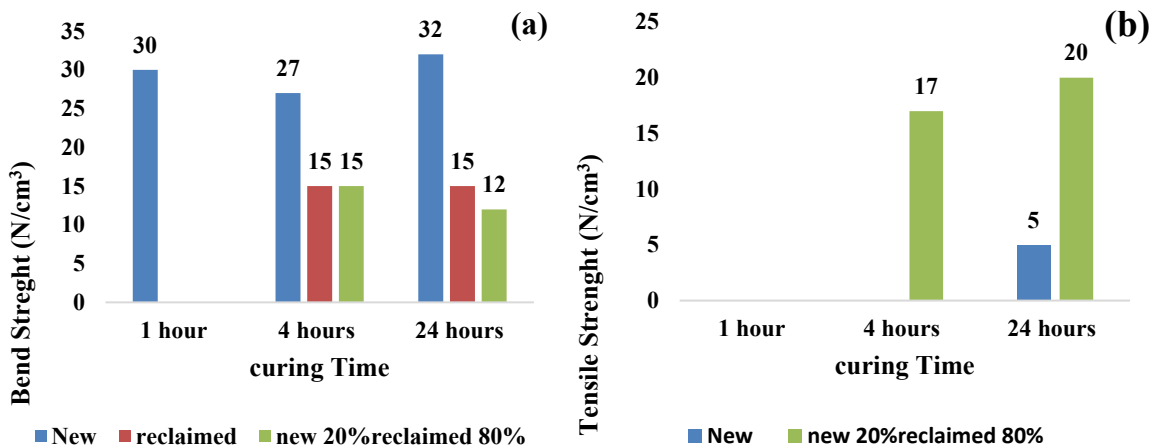 (a)
Bend Streght (N/cm³)
35
30
25
20
15
10
5
0
30
27
15
15
32
15
12
1 hour
4 hours
24 hours
curing Time
New
reclaimed
new 20%reclaimed 80%
(b)
Tensile Strenght (N/cm³)
25
20
15
10
5
0
17
5
20
1 hour
4 hours
24 hours
curing Time
New
new 20%reclaimed 80%